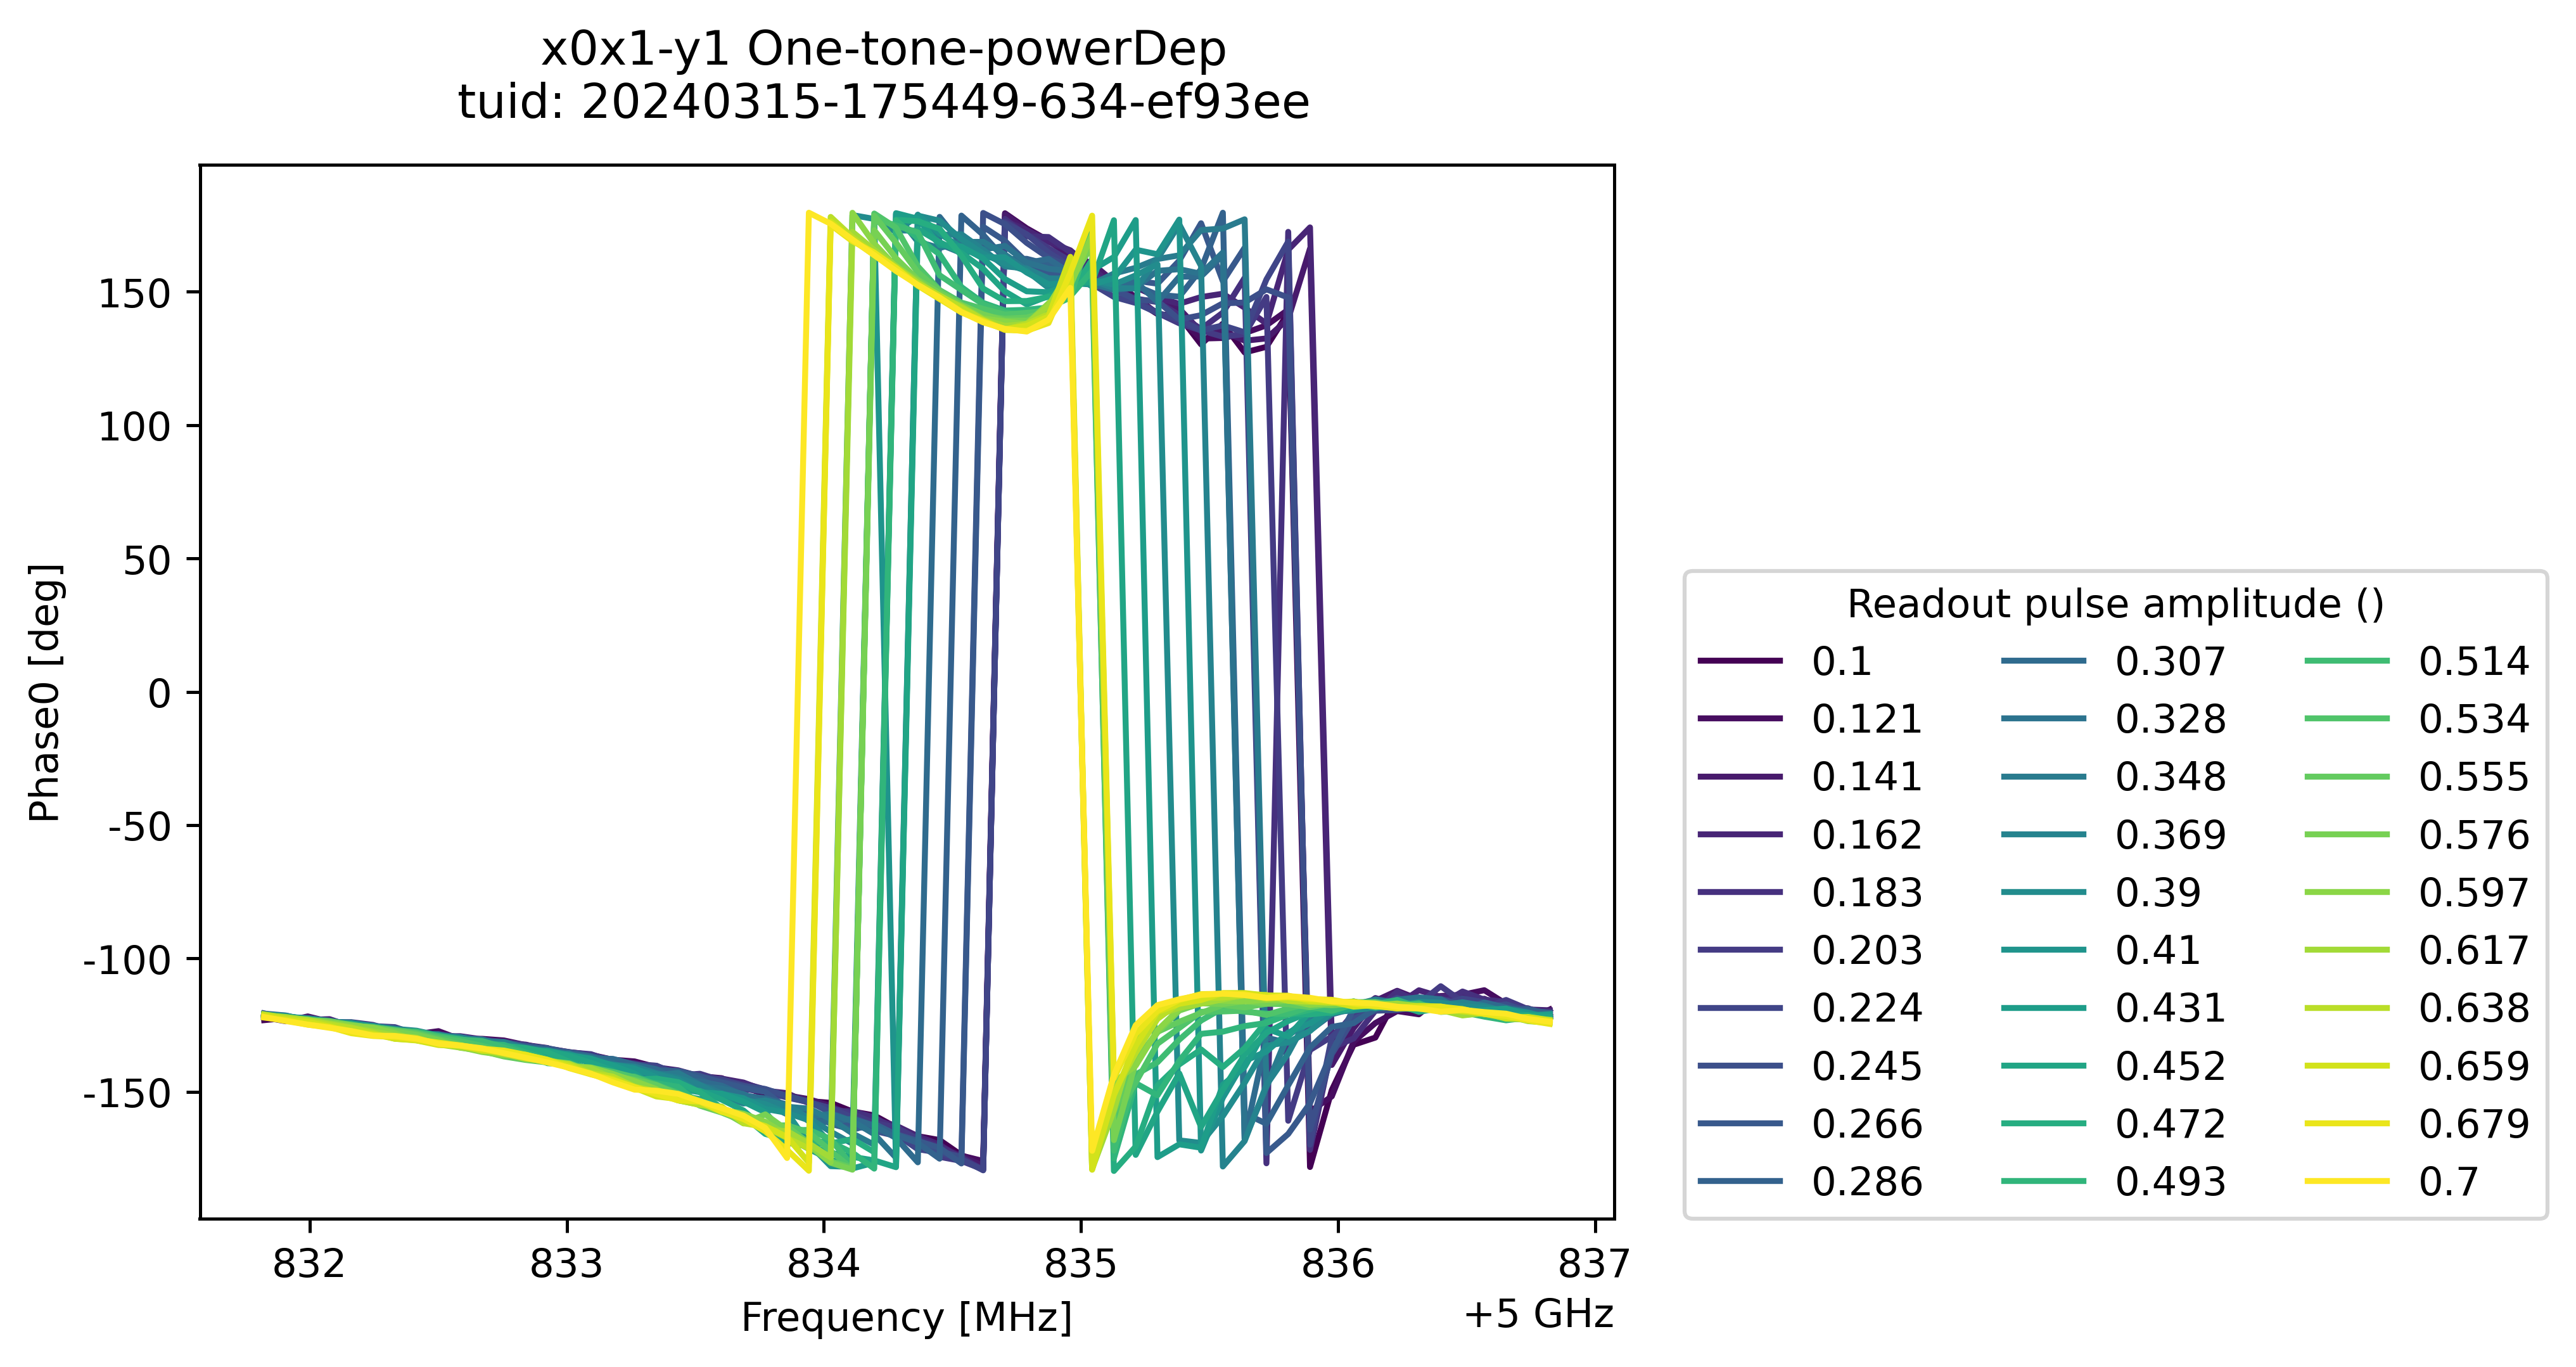 x0x1-y1 One-tone-powerDep
tuid: 20240315-175449-634-ef93ee
Phase0 [deg]
150
100
50
0
-50
-100
-150
832 833 834 835 836 837
Frequency [MHz]
+5 GHz
Readout pulse amplitude ()
0.1 0.307 0.514
0.121 0.328 0.534
0.141 0.348 0.555
0.162 0.369 0.576
0.183 0.39 0.597
0.203 0.41 0.617
0.224 0.431 0.638
0.245 0.452 0.659
0.266 0.472 0.679
0.286 0.493 0.7